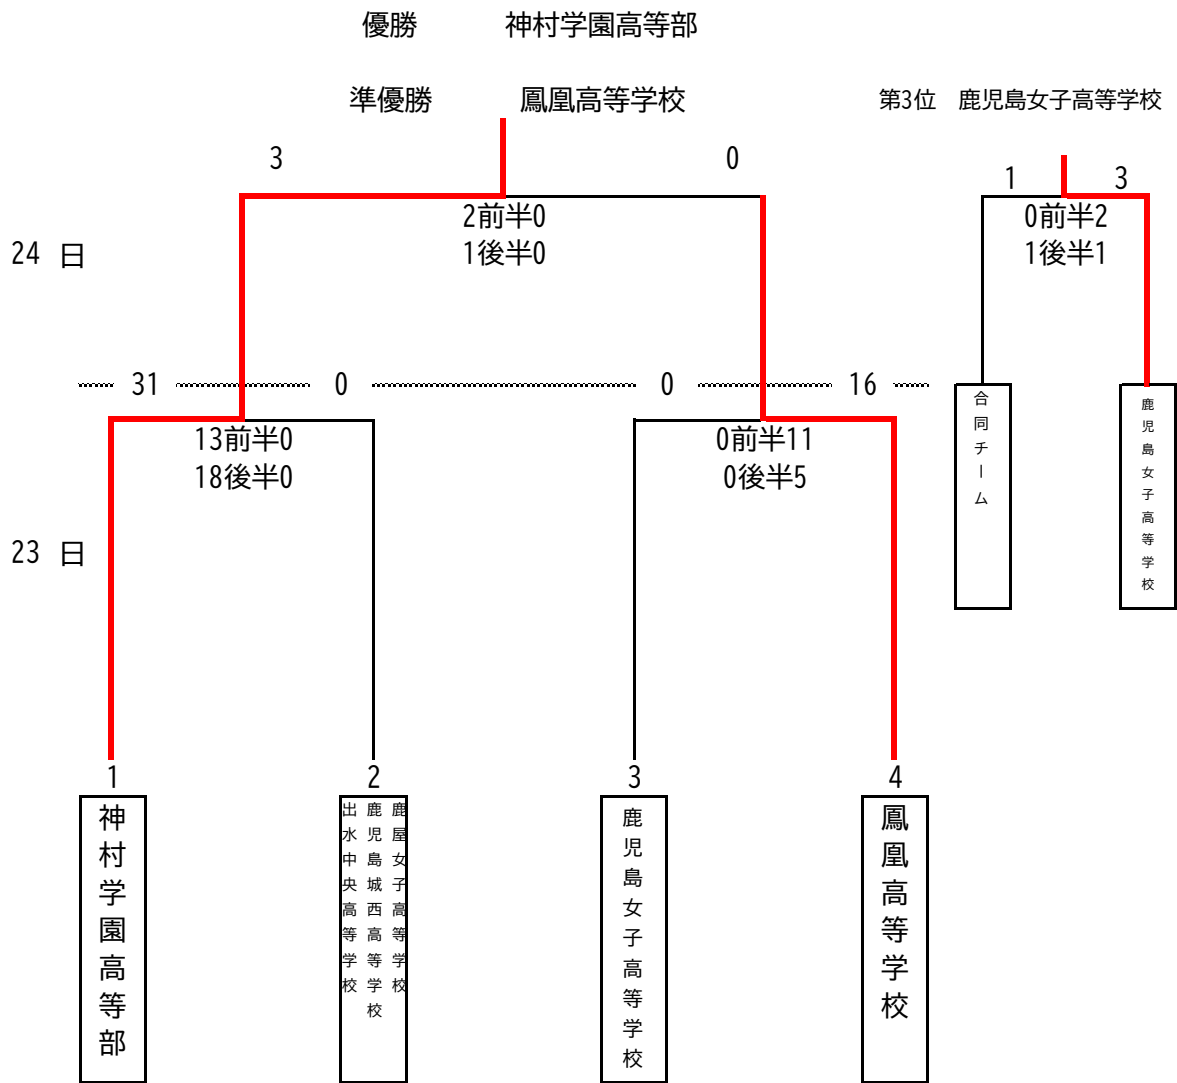 優勝 神村学園高等部
準優勝 鳳凰高等学校
第3位 鹿児島女子高等学校
3 0
2前半0
1後半0
1 3
0前半2
1後半1
24 日
31 0 0 16
13前半0
18後半0
0前半11
0後半5
合同チーム
鹿児島女子高等学校
23 日
1 2 3 4
神村学園高等部
鹿屋女子高等学校
鹿児島城西高等学校
出水中央高等学校
鹿児島女子高等学校
鳳凰高等学校